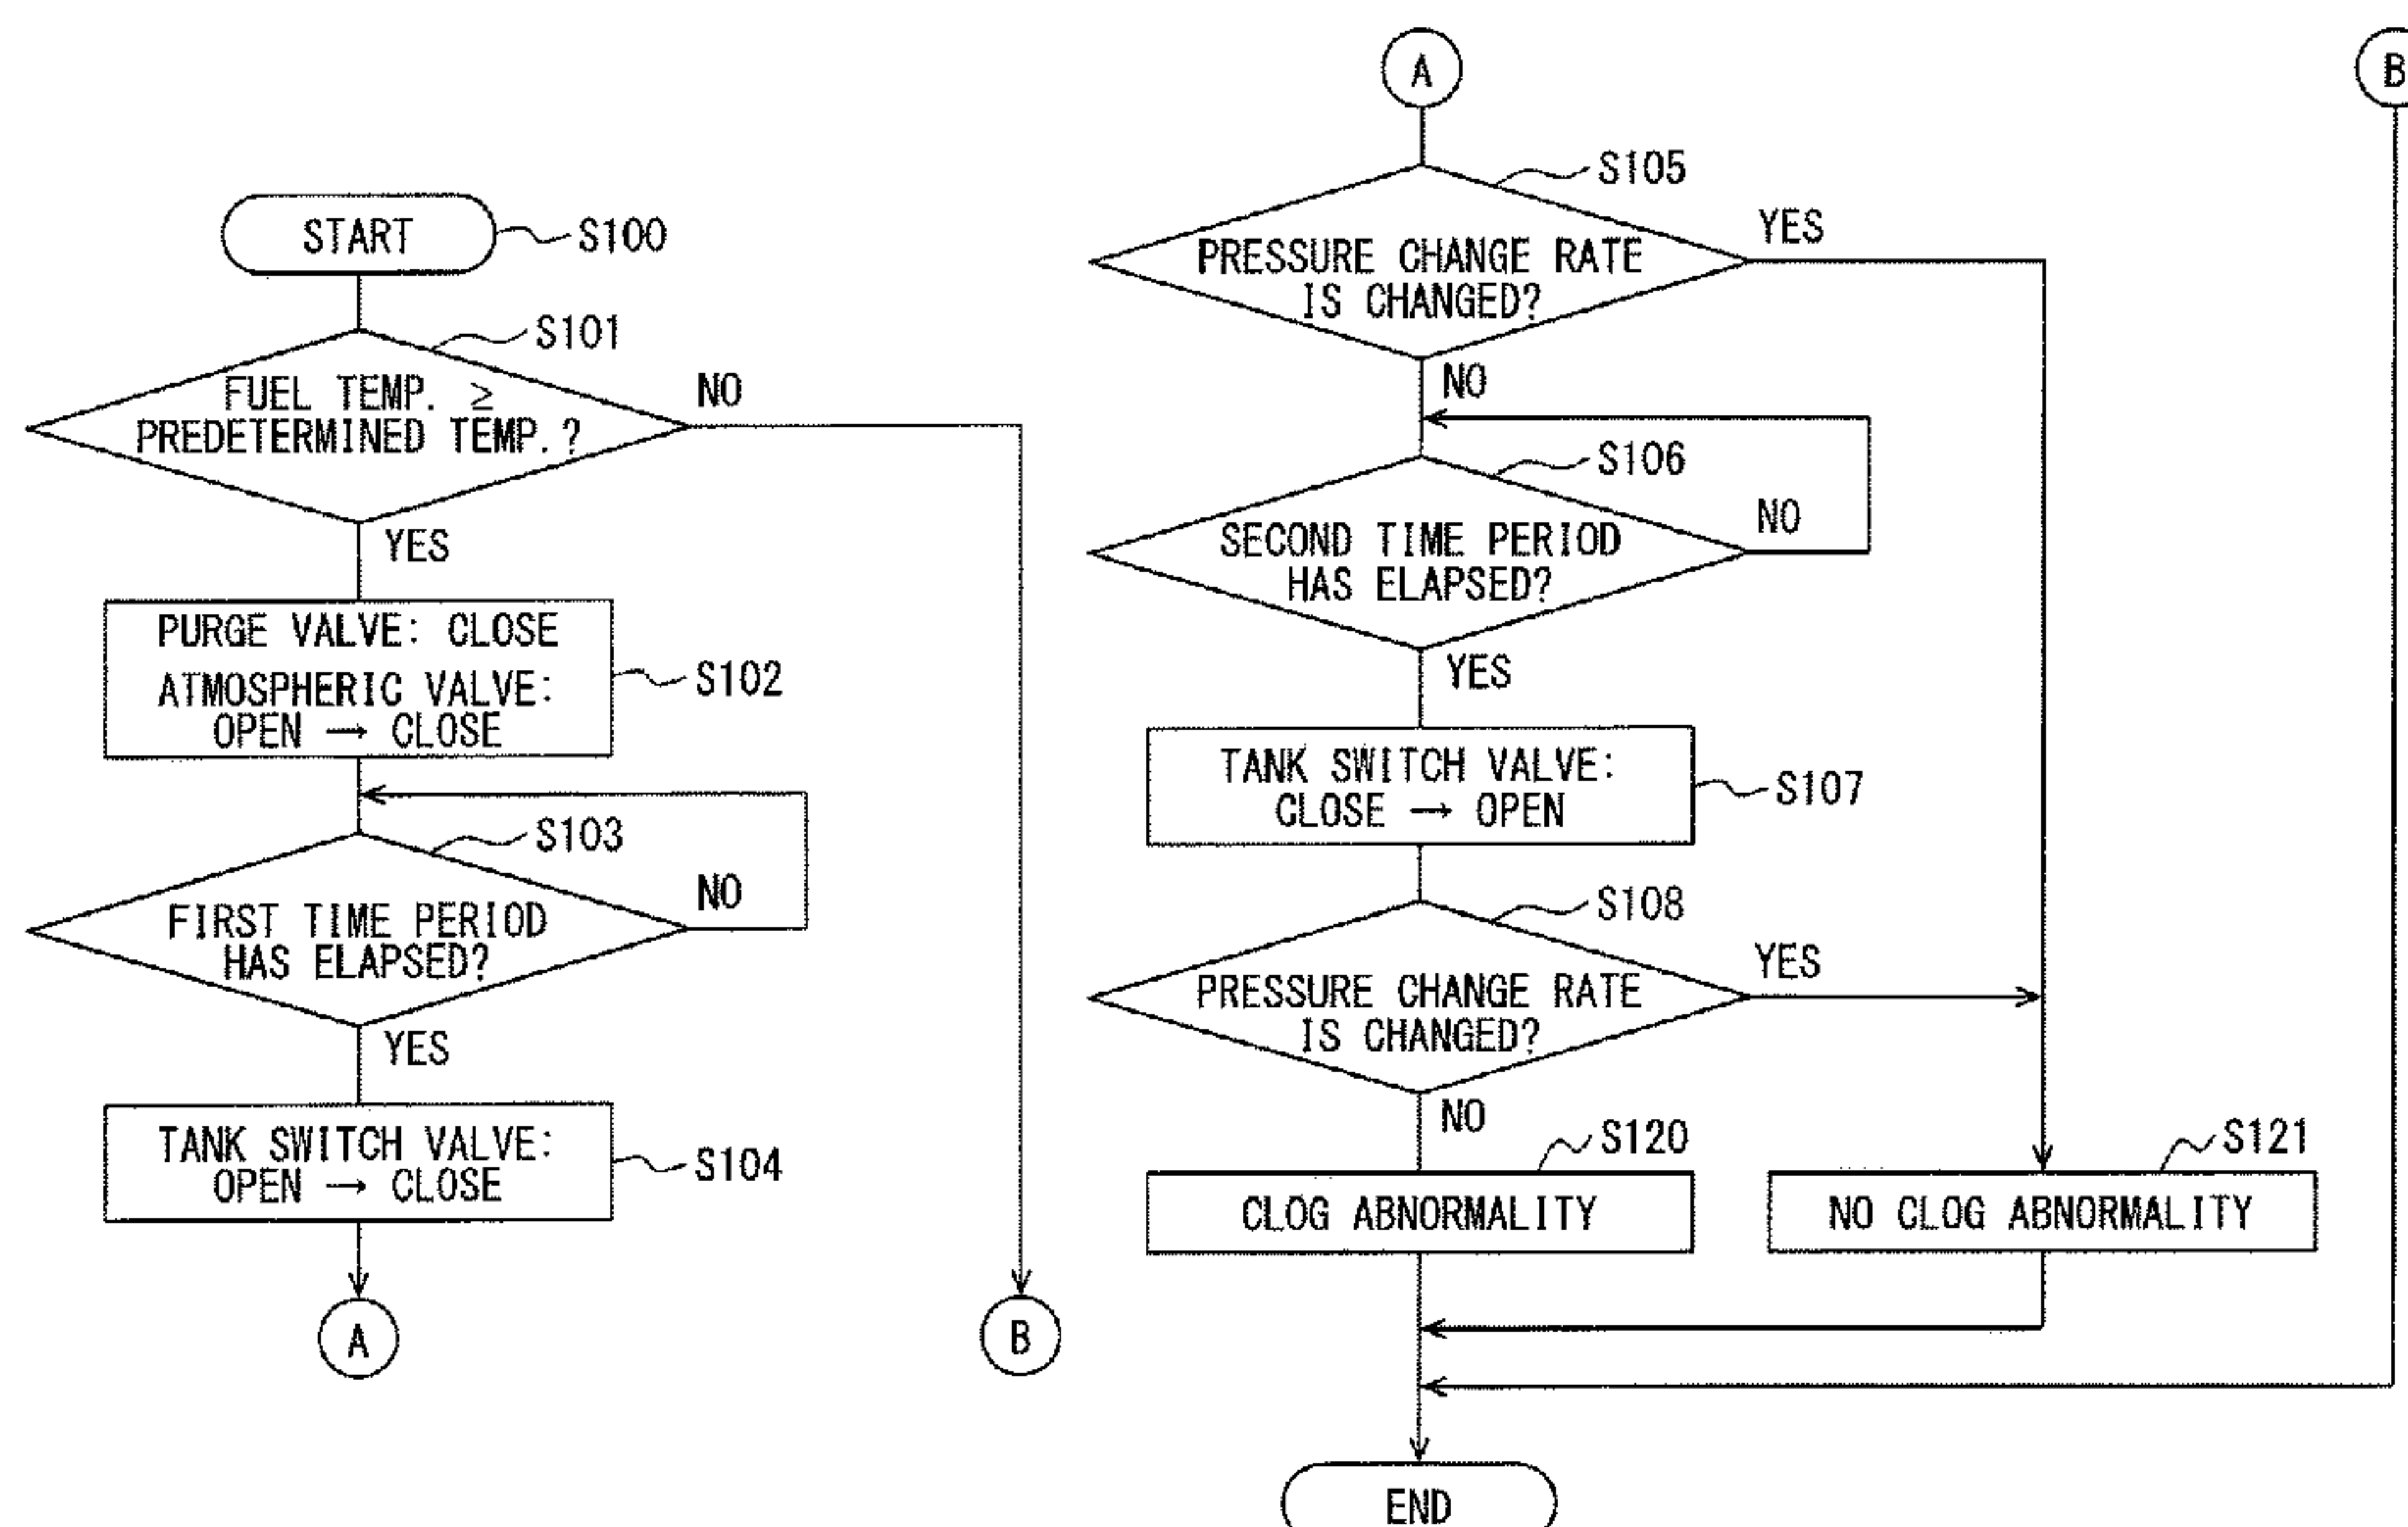 START
S100
S101
FUEL TEMP. ≥
PREDETERMINED TEMP.?
NO
YES
PURGE VALVE: CLOSE
ATMOSPHERIC VALVE:
OPEN → CLOSE
S102
S103
FIRST TIME PERIOD
HAS ELAPSED?
NO
YES
TANK SWITCH VALVE:
OPEN → CLOSE
S104
A
B
A
B
S105
PRESSURE CHANGE RATE
IS CHANGED?
YES
NO
S106
SECOND TIME PERIOD
HAS ELAPSED?
NO
YES
TANK SWITCH VALVE:
CLOSE → OPEN
S107
S108
PRESSURE CHANGE RATE
IS CHANGED?
YES
NO
S120
CLOG ABNORMALITY
S121
NO CLOG ABNORMALITY
END